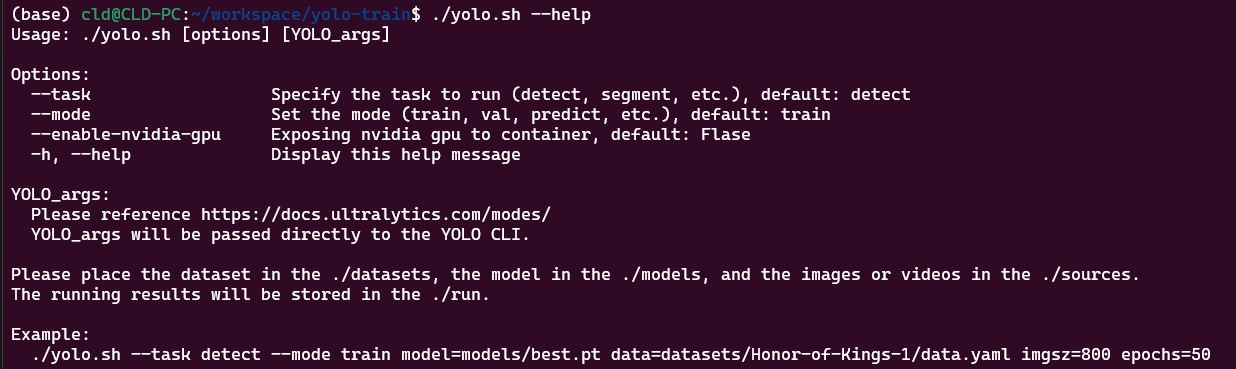 (base) cld@CLD-PC:~/workspace/yolo-train$ ./yolo.sh --help
Usage: ./yolo.sh [options] [YOLO_args]

Options:
  --task                  Specify the task to run (detect, segment, etc.), default: detect
  --mode                  Set the mode (train, val, predict, etc.), default: train
  --enable-nvidia-gpu     Exposing nvidia gpu to container, default: Flase
  -h, --help              Display this help message

YOLO_args:
  Please reference https://docs.ultralytics.com/modes/
  YOLO_args will be passed directly to the YOLO CLI.

Please place the dataset in the ./datasets, the model in the ./models, and the images or videos in the ./sources.
The running results will be stored in the ./run.

Example:
  ./yolo.sh --task detect --mode train model=models/best.pt data=datasets/Honor-of-Kings-1/data.yaml imgsz=800 epochs=50